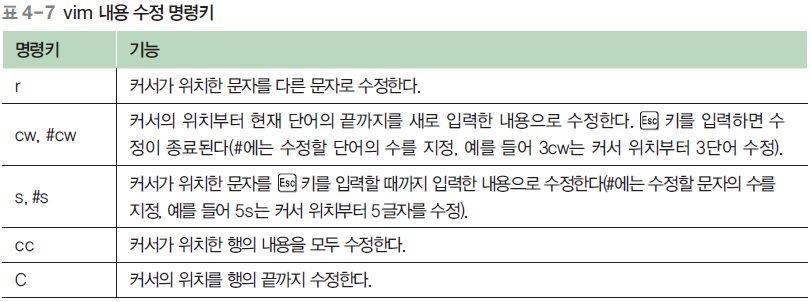 표 4-7 vim 내용 수정 명령키
명령키 기능
r 커서가 위치한 문자를 다른 문자로 수정한다.
cw, #cw 커서의 위치부터 현재 단어의 끝까지를 새로 입력한 내용으로 수정한다. Esc 키를 입력하면 수
정이 종료된다(#에는 수정할 단어의 수를 지정, 예를 들어 3cw는 커서 위치부터 3단어 수정).
s, #s 커서가 위치한 문자를 Esc 키를 입력할 때까지 입력한 내용으로 수정한다(#에는 수정할 문자의 수를
지정, 예를 들어 5s는 커서 위치부터 5글자를 수정).
cc 커서가 위치한 행의 내용을 모두 수정한다.
C 커서의 위치를 행의 끝까지 수정한다.